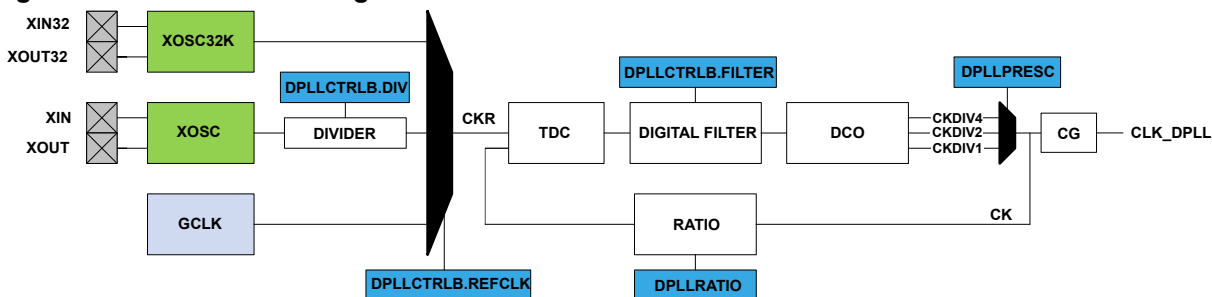 XIN32
XOUT32
XOSC32K
DPLLCTRLB.DIV
DPLLCTRLB.FILTER
DPLLPRESC
XIN
XOUT
XOSC
DIVIDER
CKR
TDC
DIGITAL FILTER
DCO
CKDIV4
CKDIV2
CKDIV1
CG
CLK_DPLL
GCLK
RATIO
CK
DPLLCTRLB.REFCLK
DPLLRATIO